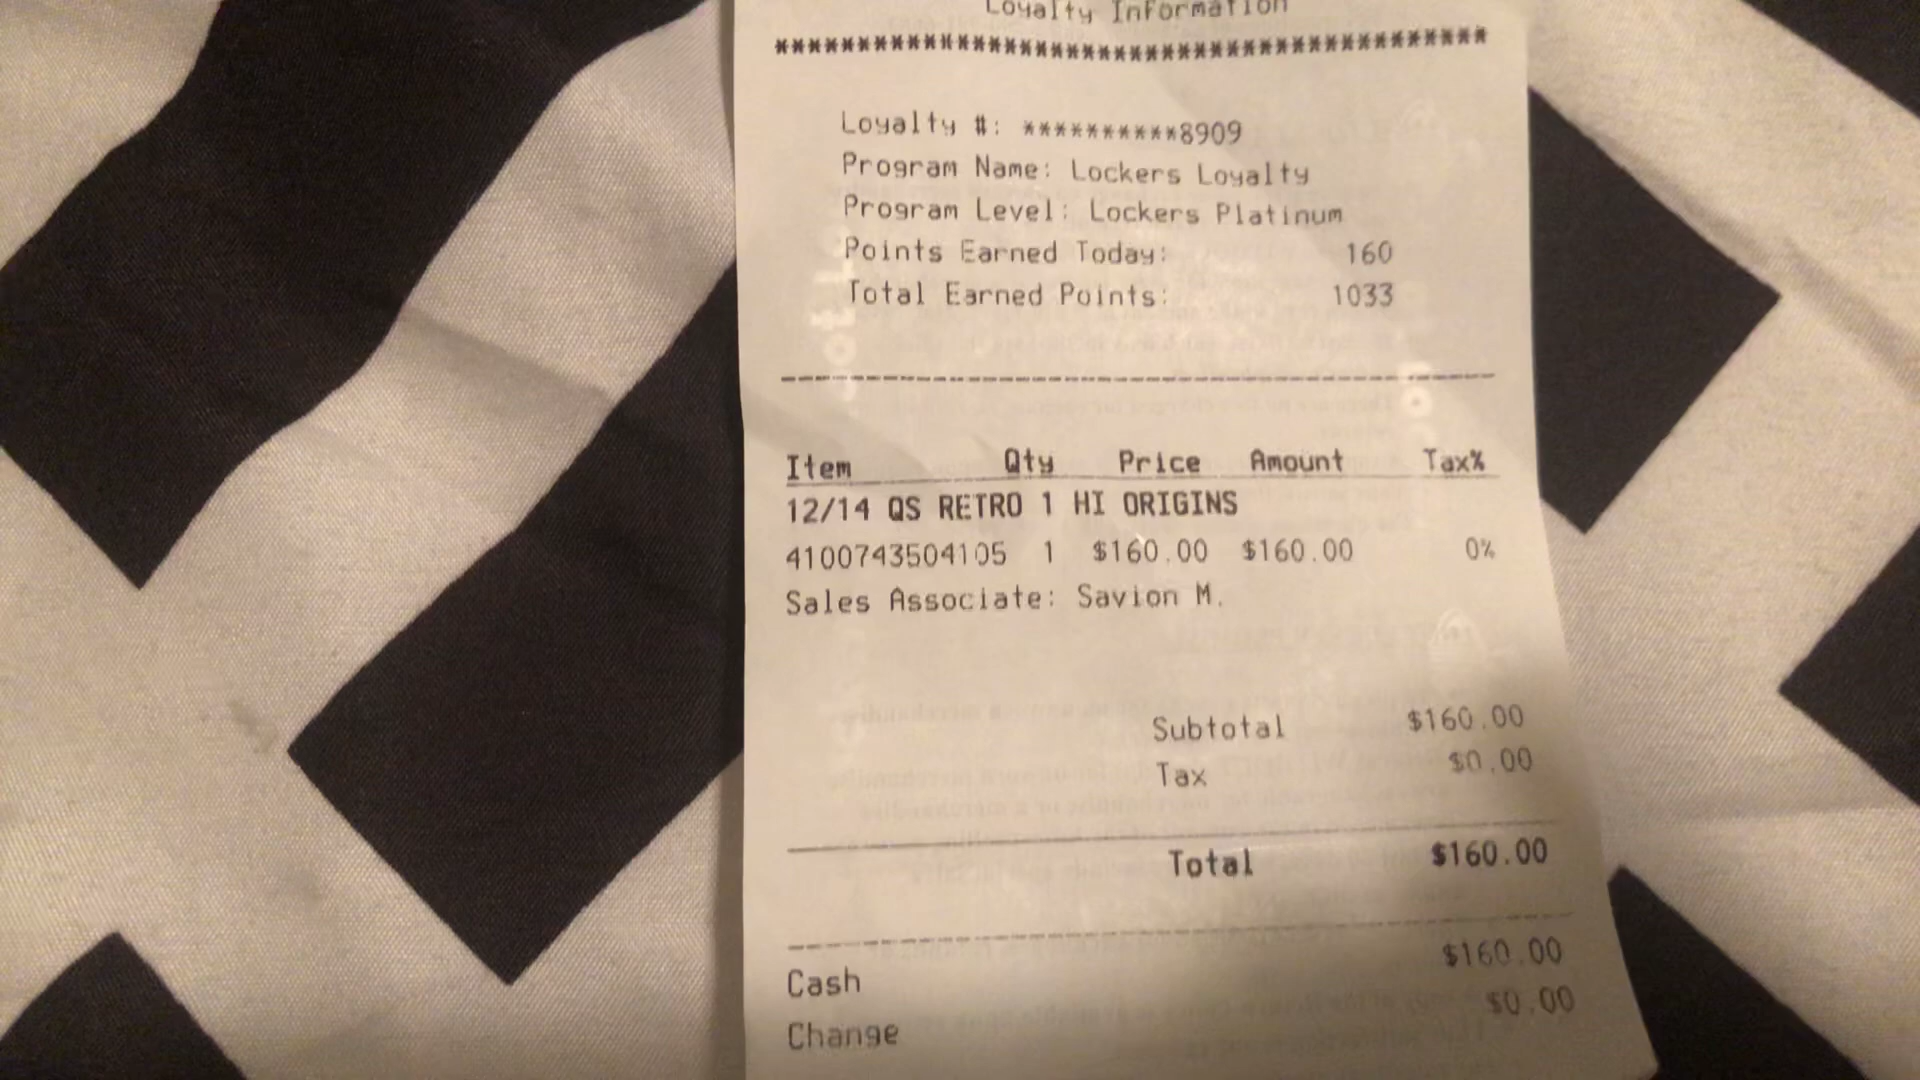 Loyalty Information
********************************************
Loyalty #: **********8909
Program Name: Lockers Loyalty
Program Level: Lockers Platinum
Points Earned Today: 160
Total Earned Points: 1033
Item Qty Price Amount Tax%
12/14 QS RETRO 1 HI ORIGINS
4100743504105 1 $160.00 $160.00 0%
Sales Associate: Savion M.
Subtotal $160.00
Tax $0.00
Total $160.00
Cash $160.00
Change $0.00